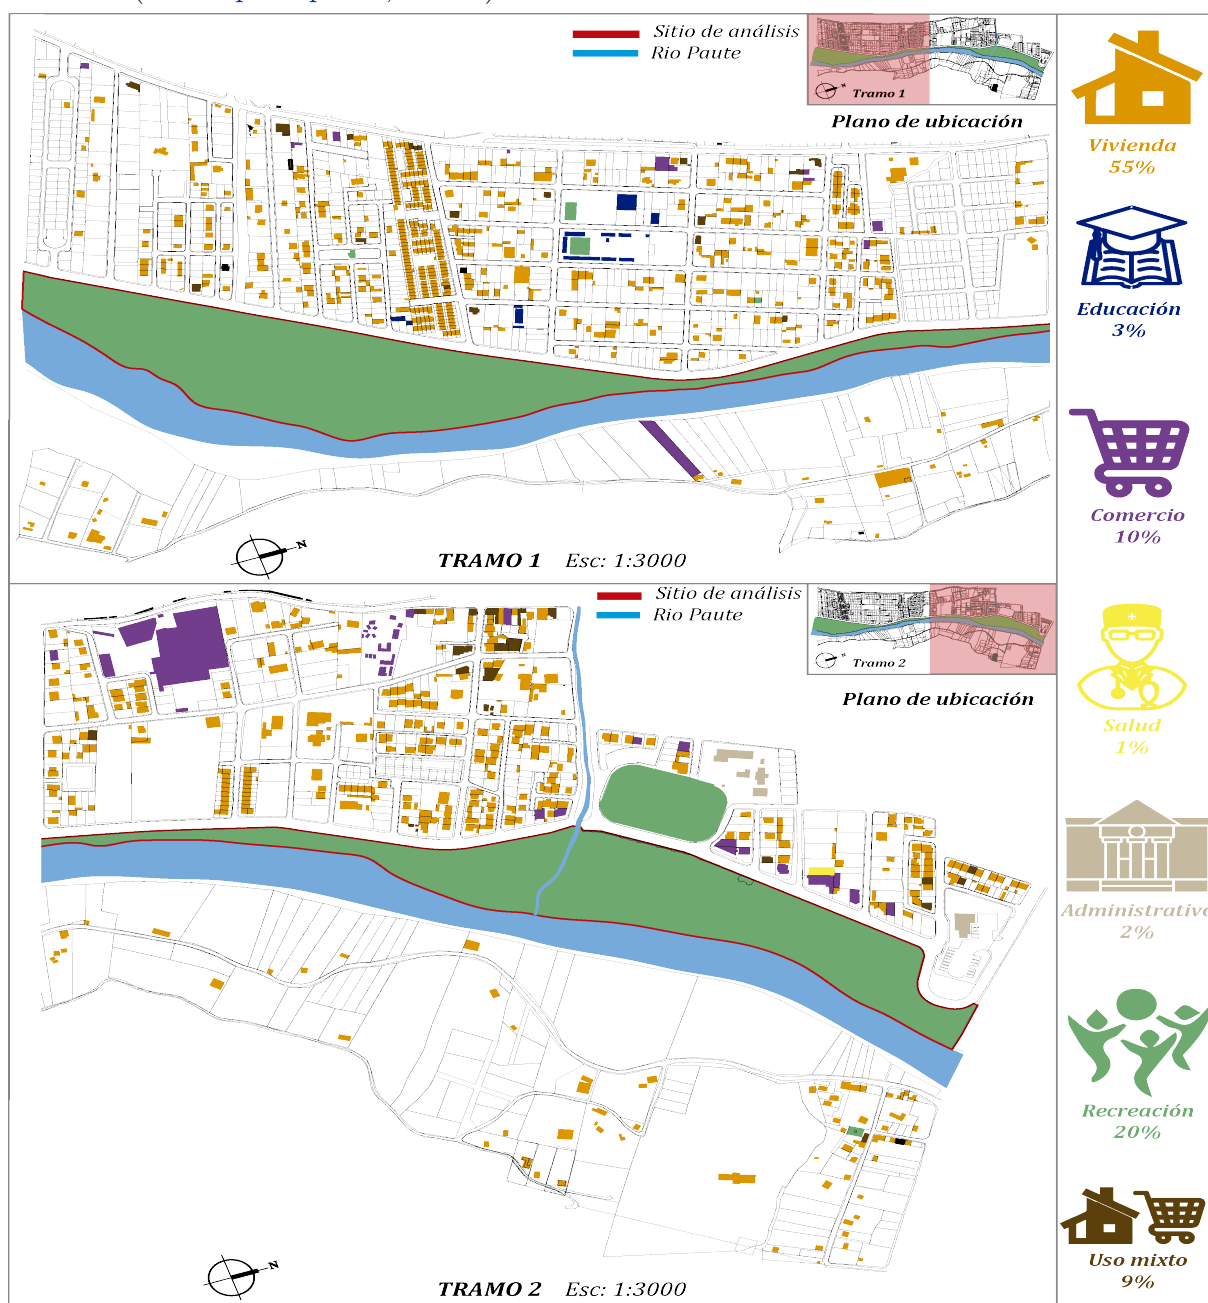 Sitio de análisis
Rio Paute
N
Tramo 1
Plano de ubicación
Vivienda
55%
Educación
3%
Comercio
10%
N
TRAMO 1 Esc: 1:3000
Sitio de análisis
Rio Paute
N
Tramo 2
Plano de ubicación
Salud
1%
Administrativo
2%
Recreación
20%
Uso mixto
9%
N
TRAMO 2 Esc: 1:3000